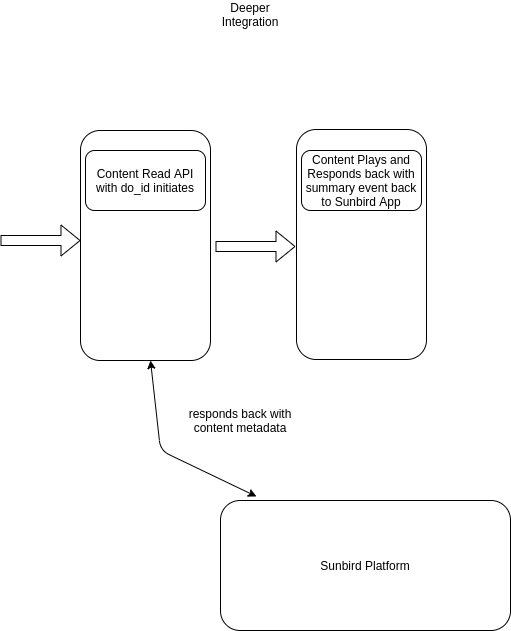 Deeper
Integration
Content Read API
with do_id initiates
Content Plays and
Responds back with
summary event back
to Sunbird App
responds back with
content metadata
Sunbird Platform